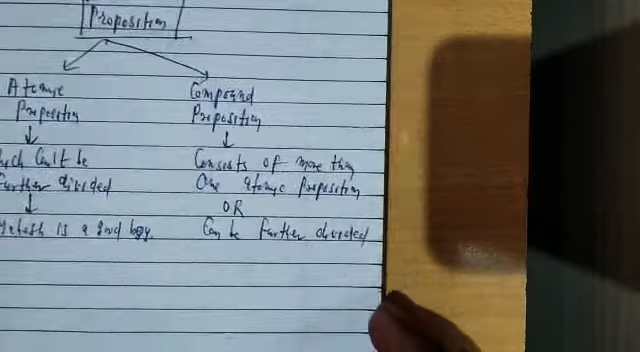 Proposition
Atomic
Proposition
Compound
Proposition
can't be
further divided
is a good boy.
Consists of more than
One atomic proposition
OR
Can be further divided